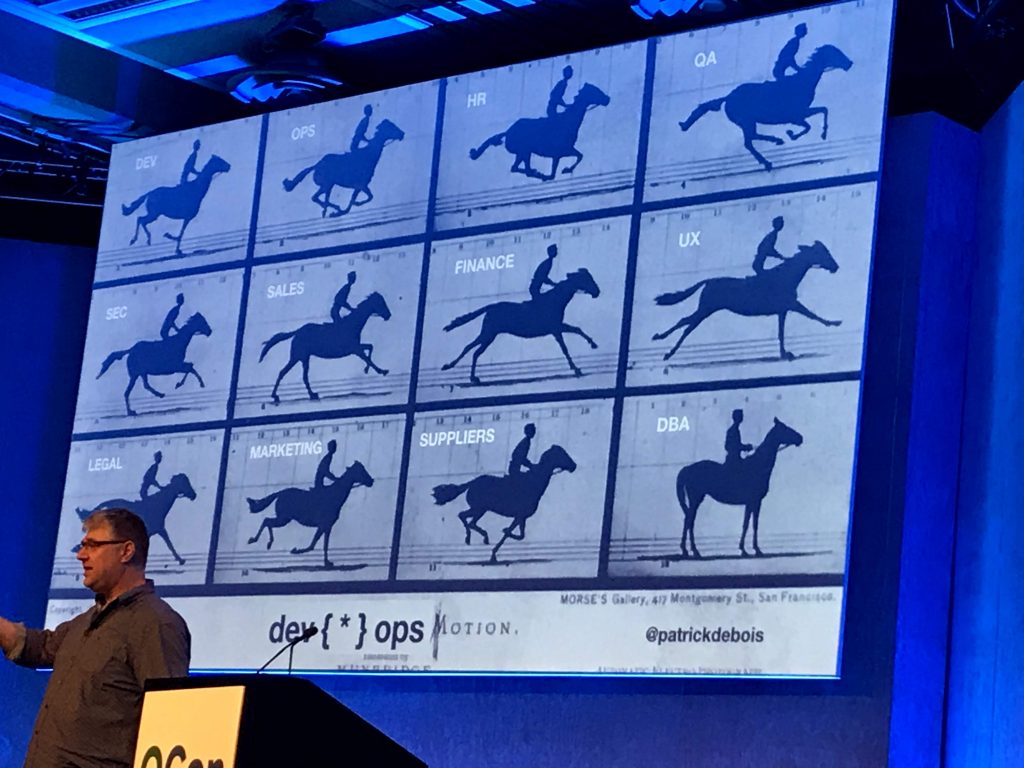 DEV
OPS
HR
QA
SEC
SALES
FINANCE
UX
LEGAL
MARKETING
SUPPLIERS
DBA
Copyright
MORSE'S Gallery, 417 Montgomery St., San Francisco.
dev{*}ops MOTION.
@patrickdebois
QCon